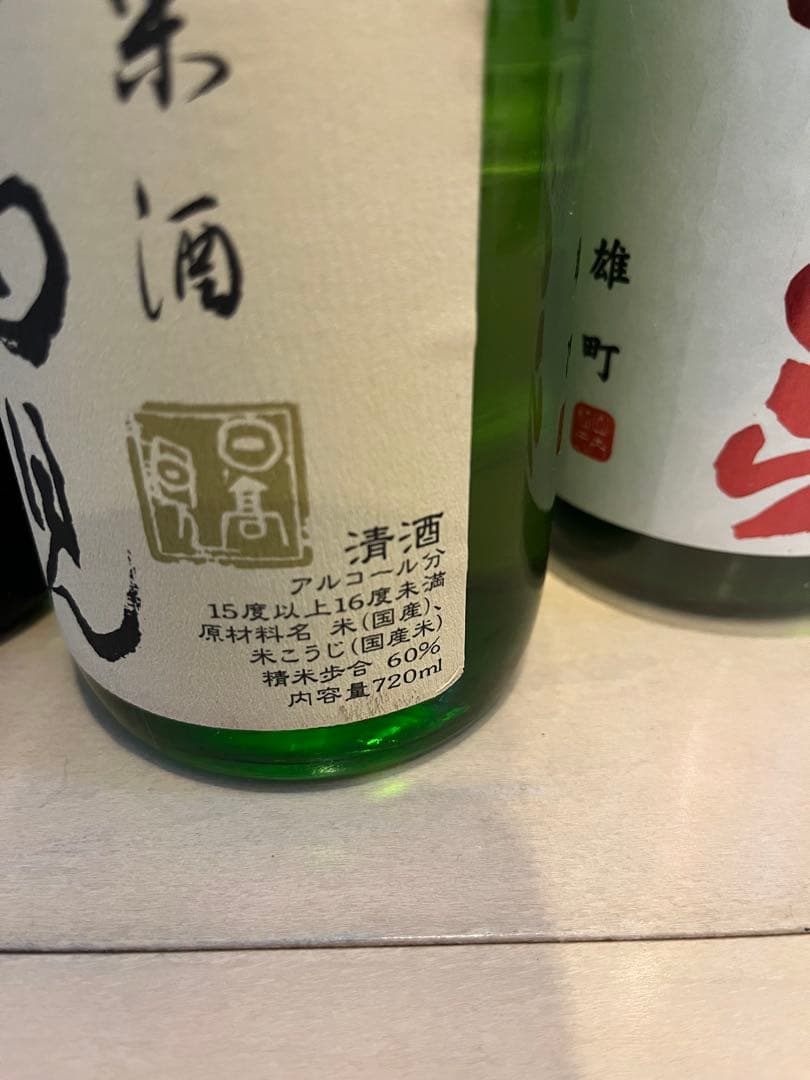 米酒
日高見
清酒
アルコール分
15度以上16度未満
原材料名 米(国産)、
米こうじ(国産米)
精米歩合 60%
内容量720ml
雄町